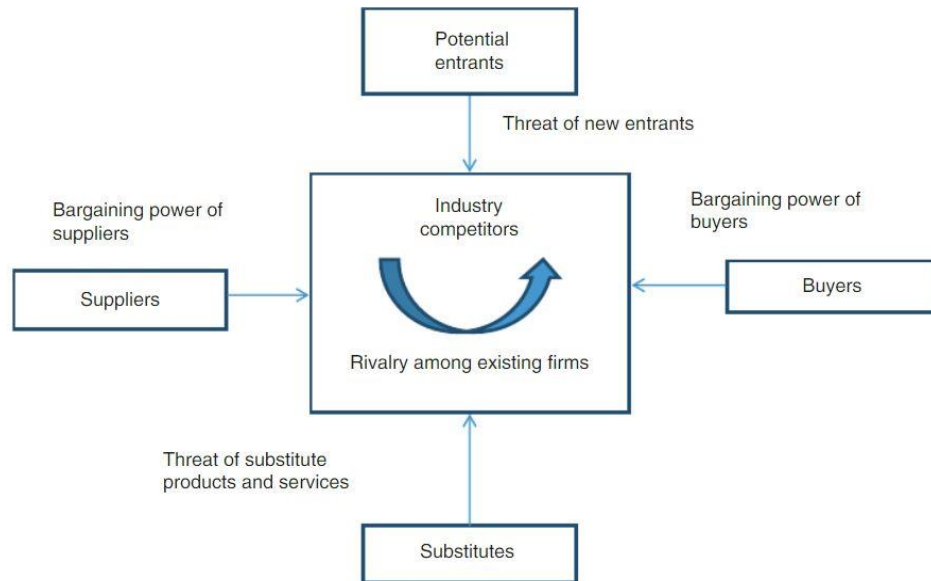 Potential
entrants
Threat of new entrants
Bargaining power of
suppliers
Industry
competitors
Bargaining power of
buyers
Suppliers
Buyers
Rivalry among existing firms
Threat of substitute
products and services
Substitutes